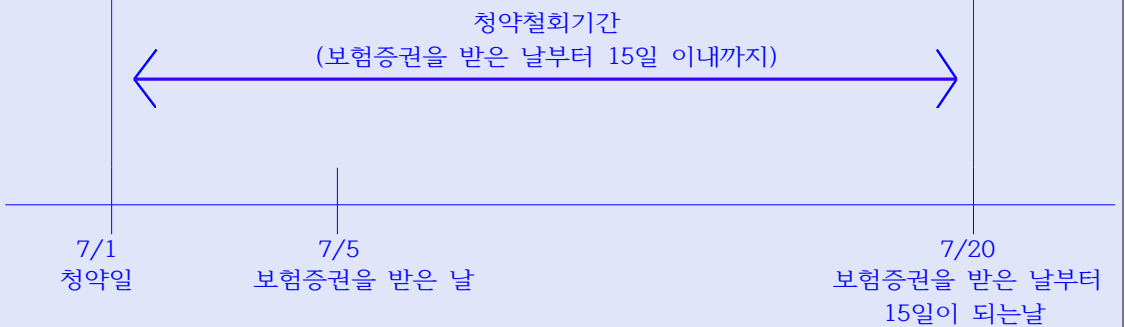 청약철회기간
(보험증권을 받은 날부터 15일 이내까지)
7/1
청약일
7/5
보험증권을 받은 날
7/20
보험증권을 받은 날부터
15일이 되는날